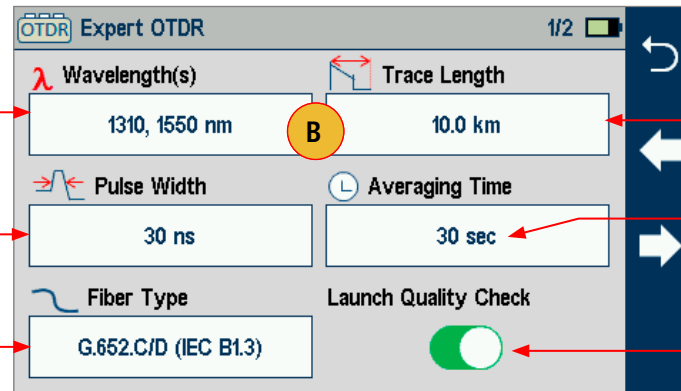 OTDR Expert OTDR 1/2
λ Wavelength(s) Trace Length
1310, 1550 nm B 10.0 km
Pulse Width Averaging Time
30 ns 30 sec
Fiber Type Launch Quality Check
G.652.C/D (IEC B1.3)